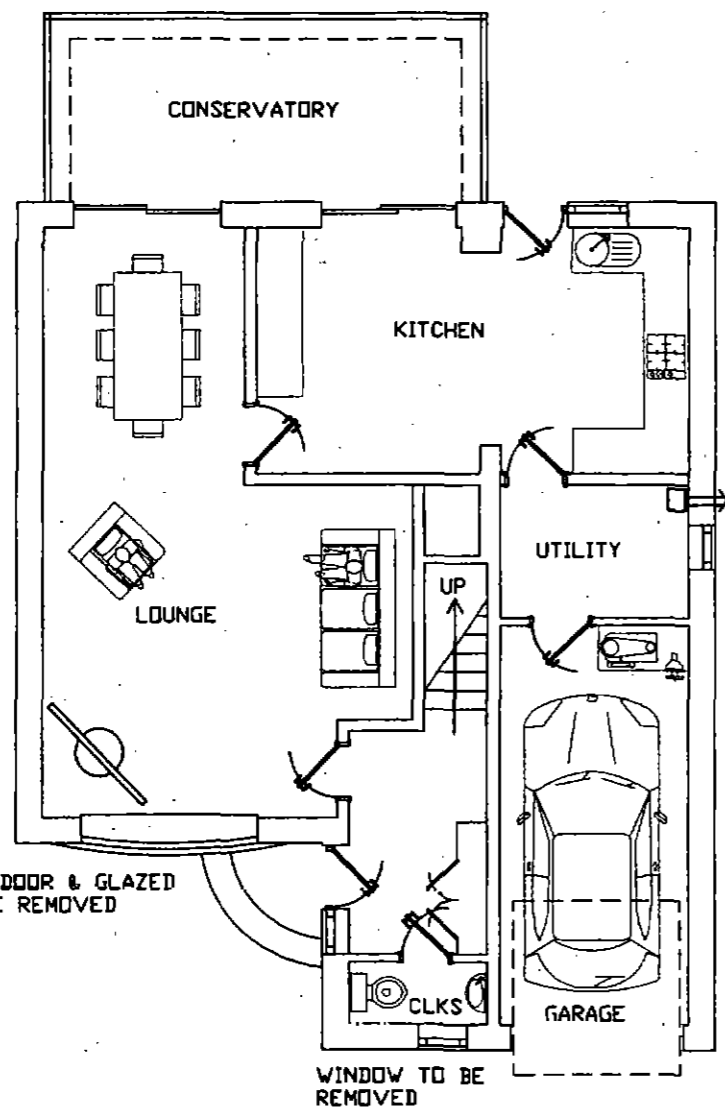 CONSERVATORY
KITCHEN
UTILITY
UP
LOUNGE
DOOR & GLAZED
REMOVED
CLKS
GARAGE
WINDOW TO BE
REMOVED